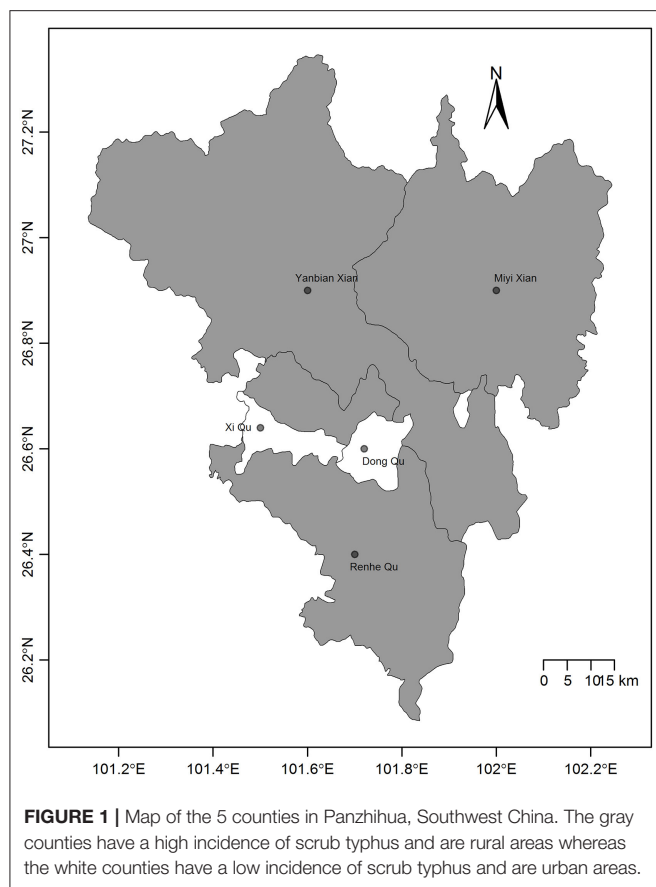 N
27.2°N
27°N
26.8°N
26.6°N
26.4°N
26.2°N
Yanbian Xian
Miyi Xian
Xi Qu
Dong Qu
Renhe Qu
0 5 10 15 km
101.2°E 101.4°E 101.6°E 101.8°E 102°E 102.2°E
FIGURE 1 | Map of the 5 counties in Panzhihua, Southwest China. The gray
counties have a high incidence of scrub typhus and are rural areas whereas
the white counties have a low incidence of scrub typhus and are urban areas.